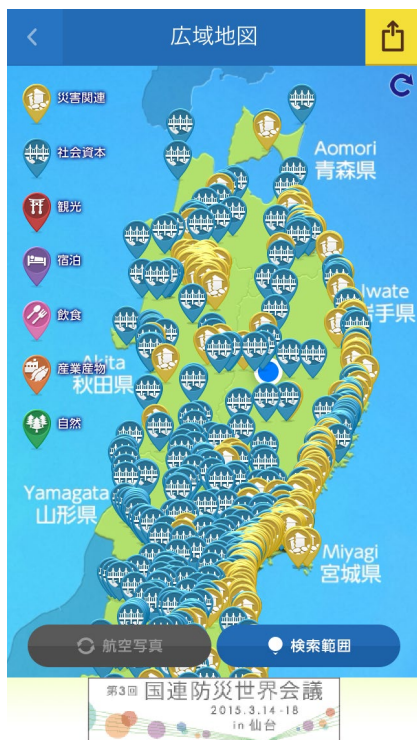 広域地図
災害関連
社会資本
観光
宿泊
飲食
産業産物
自然
Aomori
青森県
Iwate
岩手県
Akita
秋田県
Yamagata
山形県
Miyagi
宮城県
航空写真
検索範囲
第3回 国連防災世界会議
2015.3.14-18
in 仙台